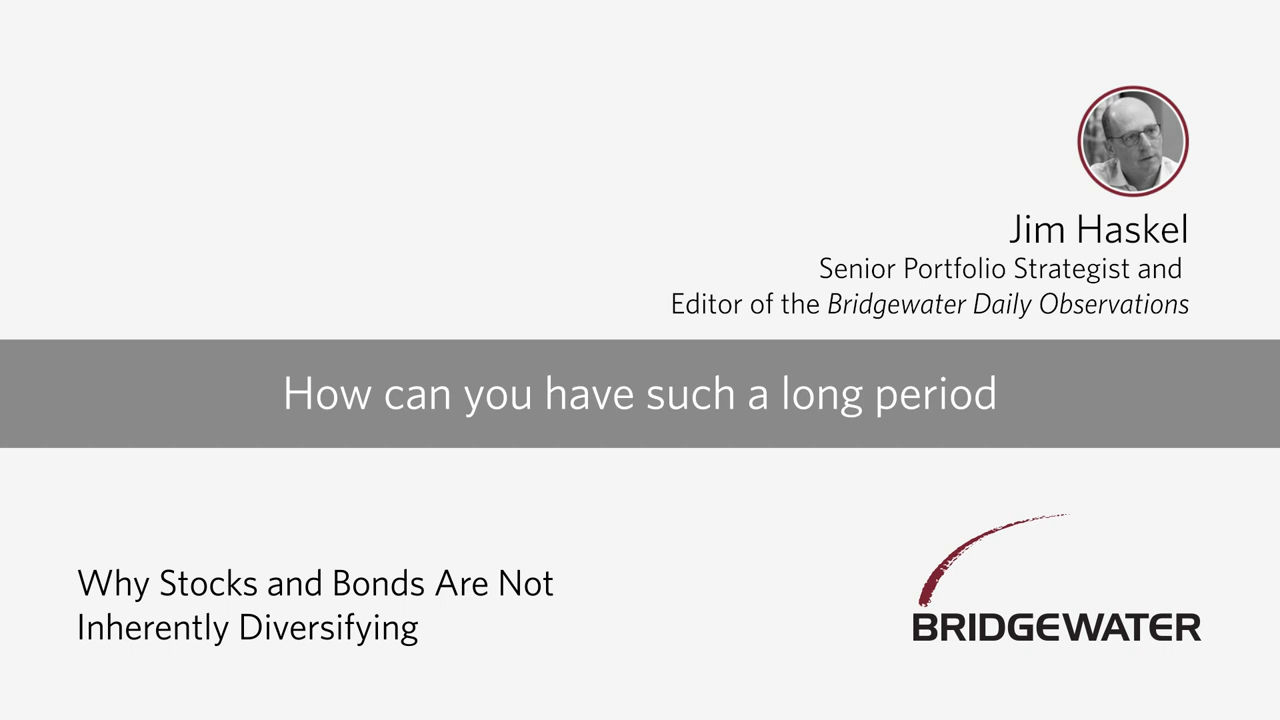 Jim Haskel
Senior Portfolio Strategist and
Editor of the Bridgewater Daily Observations
How can you have such a long period
Why Stocks and Bonds Are Not
Inherently Diversifying
BRIDGEWATER